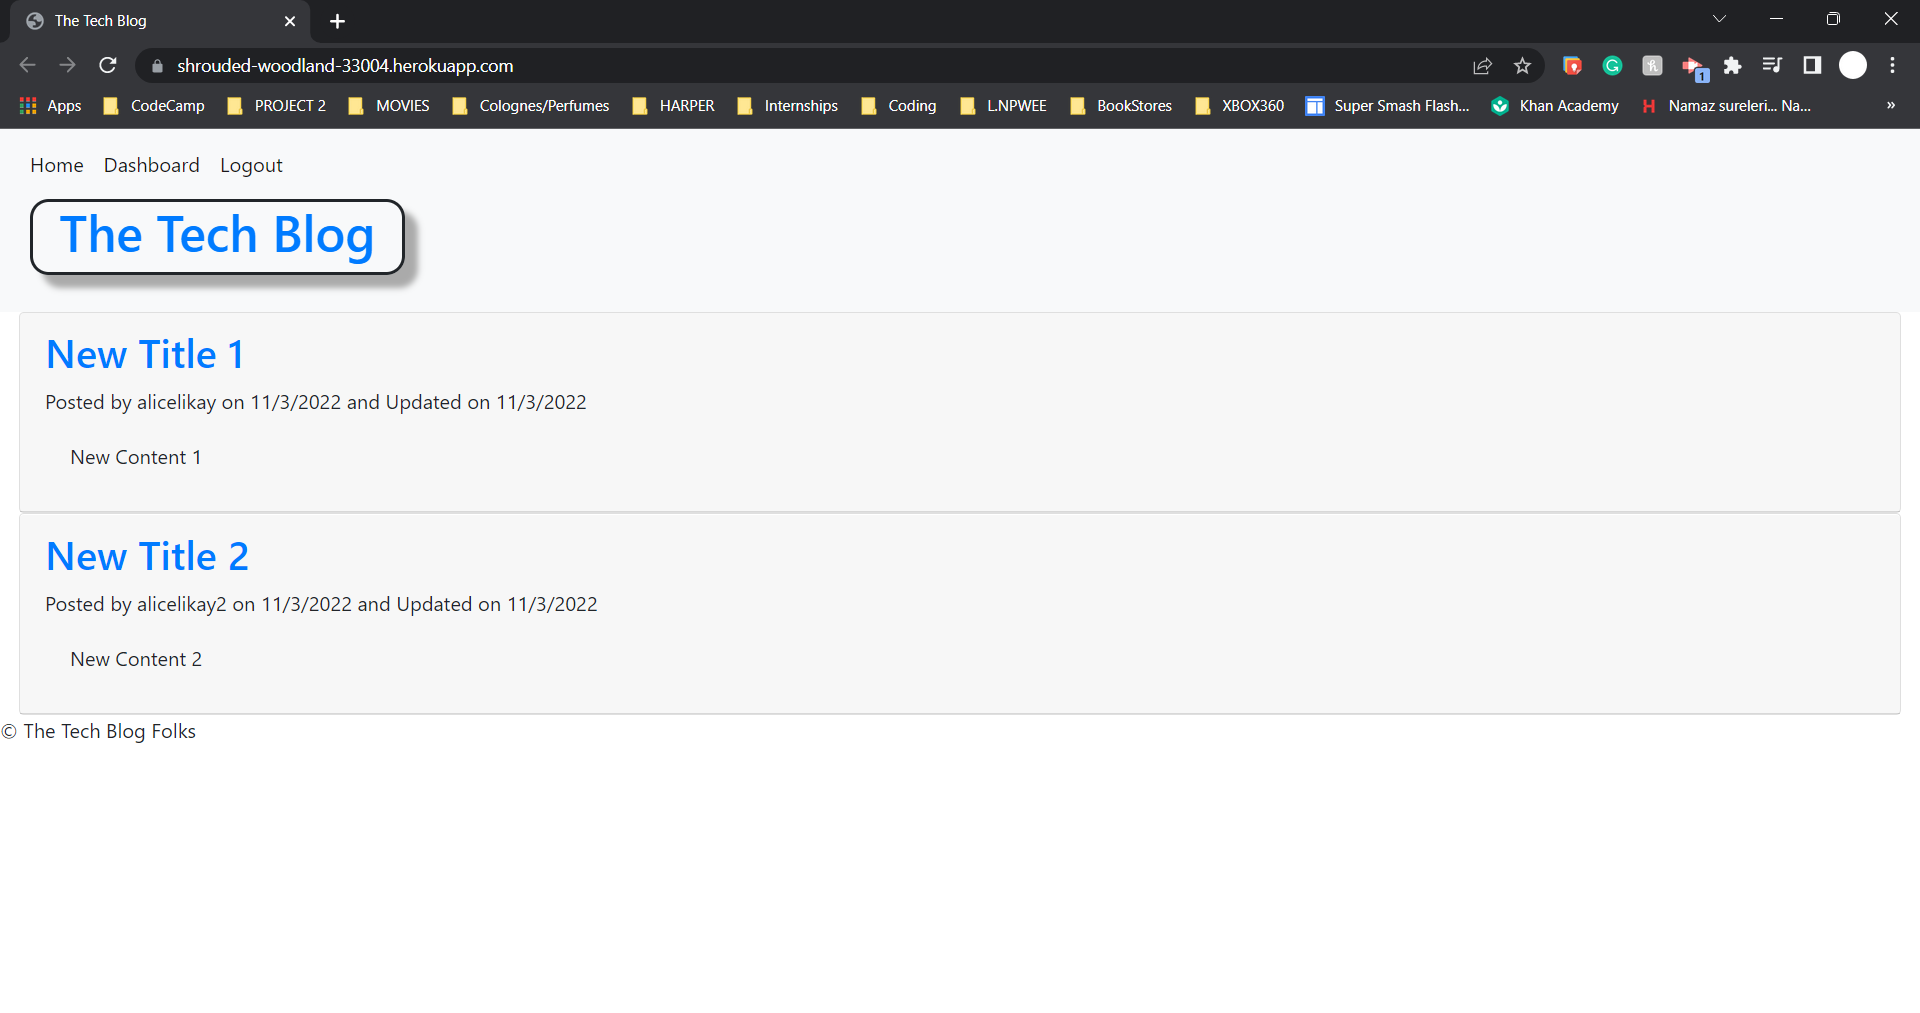 The Tech Blog
shrouded-woodland-33004.herokuapp.com
1
Apps CodeCamp PROJECT 2 MOVIES Colognes/Perfumes HARPER Internships Coding L.NPWEE BookStores XBOX360 Super Smash Flash... Khan Academy H Namaz sureleri... Na... »
Home Dashboard Logout
The Tech Blog
New Title 1
Posted by alicelikay on 11/3/2022 and Updated on 11/3/2022
New Content 1
New Title 2
Posted by alicelikay2 on 11/3/2022 and Updated on 11/3/2022
New Content 2
© The Tech Blog Folks